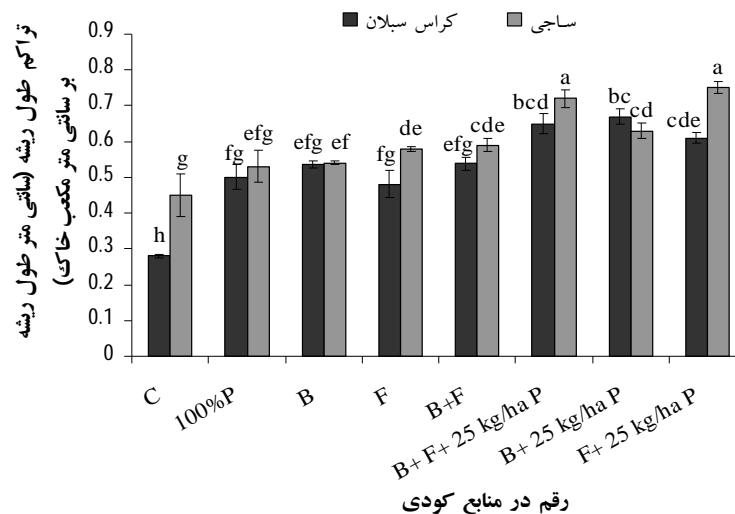 کراس سبلان
ساجی
تراکم طول ریشه (سانتی متر طول ریشه
بر سانتی متر مکعب خاک)
0.9
0.8
0.7
0.6
0.5
0.4
0.3
0.2
0.1
0
h
g
fg
efg
efg
ef
fg
de
efg
cde
bcd
a
bc
cd
cde
a
C
100%P
B
F
B+F
B+ F+ 25 kg/ha P
B+ 25 kg/ha P
F+ 25 kg/ha P
رقم در منابع کودی